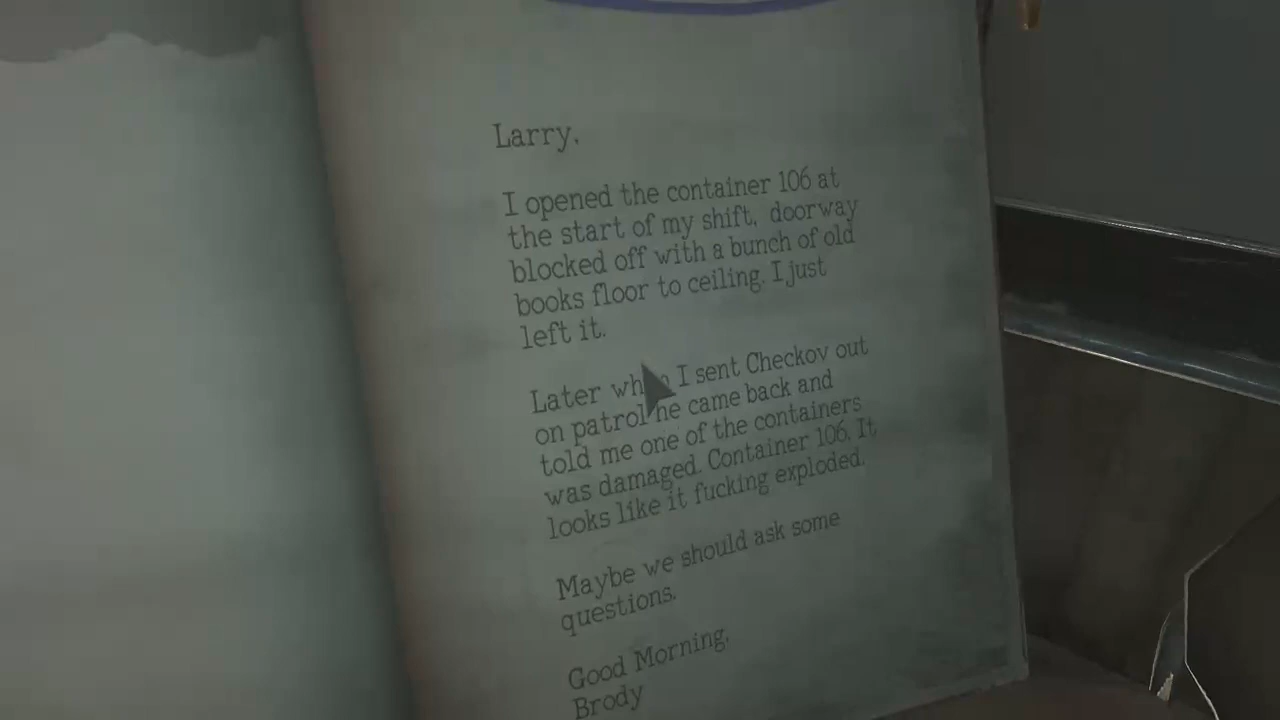 Larry,
I opened the container 106 at
the start of my shift, doorway
blocked off with a bunch of old
books floor to ceiling. I just
left it.
Later when I sent Checkov out
on patrol he came back and
told me one of the containers
was damaged. Container 106. It
looks like it fucking exploded.
Maybe we should ask some
questions.
Good Morning,
Brody